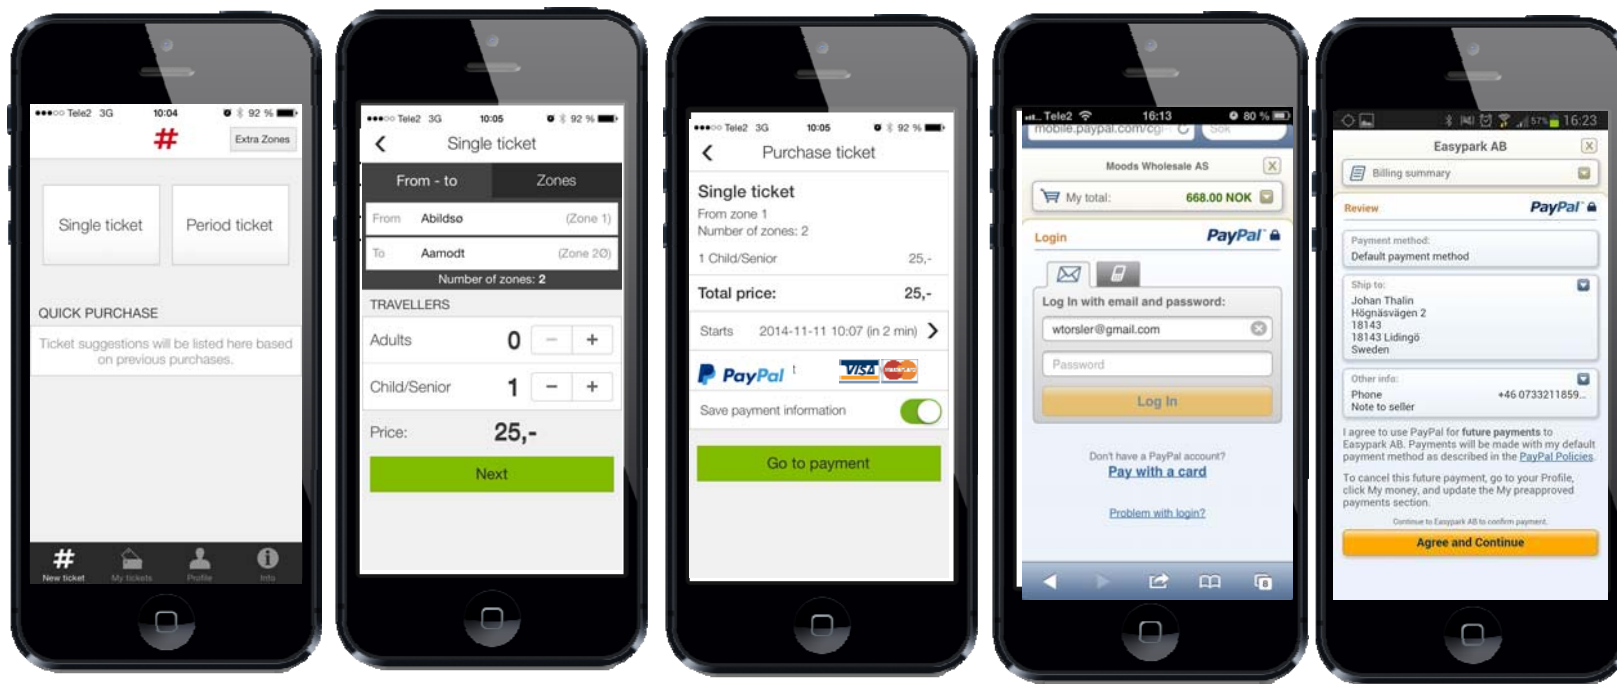 Tele2 3G 10:04 92 %
# Extra Zones
Single ticket Period ticket
QUICK PURCHASE
Ticket suggestions will be listed here based
on previous purchases.
#
New ticket My tickets Profile Info
Tele2 3G 10:05 92 %
Single ticket
From - to Zones
From Abildsø (Zone 1)
To Aamodt (Zone 2Ø)
Number of zones: 2
TRAVELLERS
Adults 0 − +
Child/Senior 1 − +
Price: 25,-
Next
Tele2 3G 10:05 92 %
Purchase ticket
Single ticket
From zone 1
Number of zones: 2
1 Child/Senior 25,-
Total price: 25,-
Starts 2014-11-11 10:07 (in 2 min)
PayPal VISA MasterCard
Save payment information
Go to payment
Tele2 16:13 80 %
mobile.paypal.com/cgi- Sök
Moods Wholesale AS X
My total: 668.00 NOK
Login PayPal
Log In with email and password:
wtorsler@gmail.com
Password
Log In
Don't have a PayPal account?
Pay with a card
Problem with login?
8
57% 16:23
Easypark AB X
Billing summary
Review PayPal
Payment method:
Default payment method
Ship to:
Johan Thalin
Högnäsvägen 2
18143
18143 Lidingö
Sweden
Other info:
Phone +46 0733211859...
Note to seller
I agree to use PayPal for future payments to
Easypark AB. Payments will be made with my default
payment method as described in the PayPal Policies.
To cancel this future payment, go to your Profile,
click My money, and update the My preapproved
payments section.
Continue to Easypark AB to confirm payment.
Agree and Continue